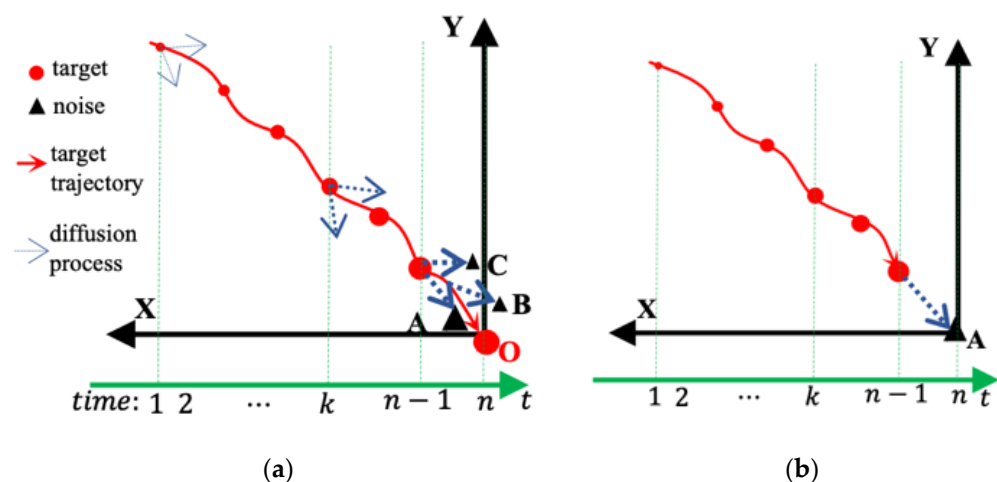 Y
target
noise
target
trajectory
diffusion
process
X
A
C
B
O
time: 1 2 ... k n − 1 n t
(a)
Y
X
A
1 2 ... k n − 1 n t
(b)